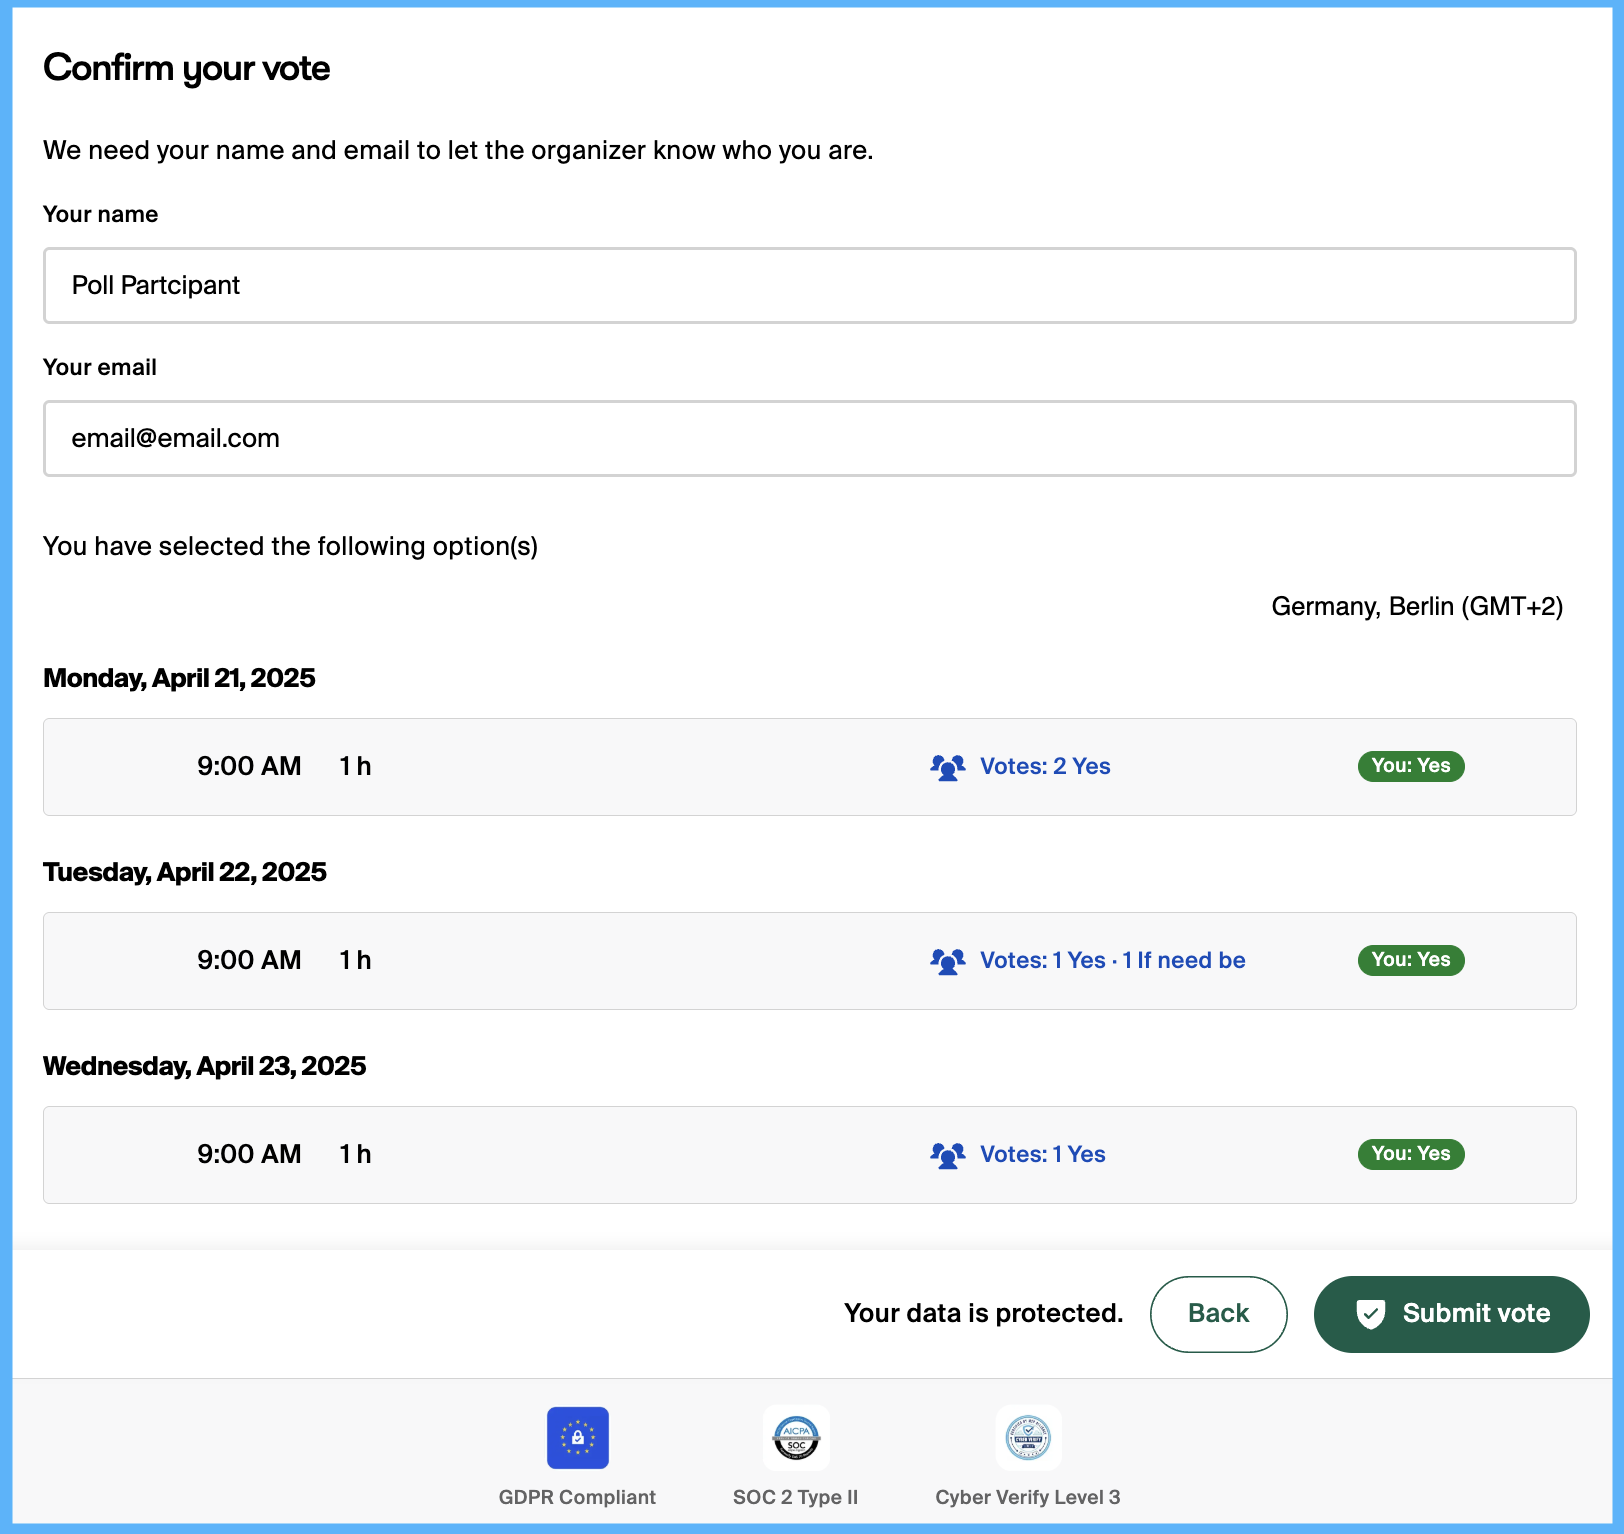 Confirm your vote
We need your name and email to let the organizer know who you are.
Your name
Poll Partcipant
Your email
email@email.com
You have selected the following option(s)
Germany, Berlin (GMT+2)
Monday, April 21, 2025
9:00 AM 1 h Votes: 2 Yes You: Yes
Tuesday, April 22, 2025
9:00 AM 1 h Votes: 1 Yes · 1 If need be You: Yes
Wednesday, April 23, 2025
9:00 AM 1 h Votes: 1 Yes You: Yes
Your data is protected. Back Submit vote
AICPA
SOC
CYBER VERIFY
GDPR Compliant SOC 2 Type II Cyber Verify Level 3